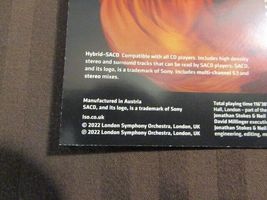 Hybrid-SACD Compatible with all CD players. Includes high density
stereo and surround tracks that can be read by SACD players. SACD,
and its logo, is a trademark of Sony. Includes multi-channel 5.1 and
stereo mixes.
Manufactured in Austria
SACD, and its logo, is a trademark of Sony
lso.co.uk
℗ 2022 London Symphony Orchestra, London, UK
© 2022 London Symphony Orchestra, London, UK
Total playing time 116'
Hall, London – part of the
Jonathan Stokes & Neil
David Millinger executive
Jonathan Stokes & Neil
engineering, editing, m